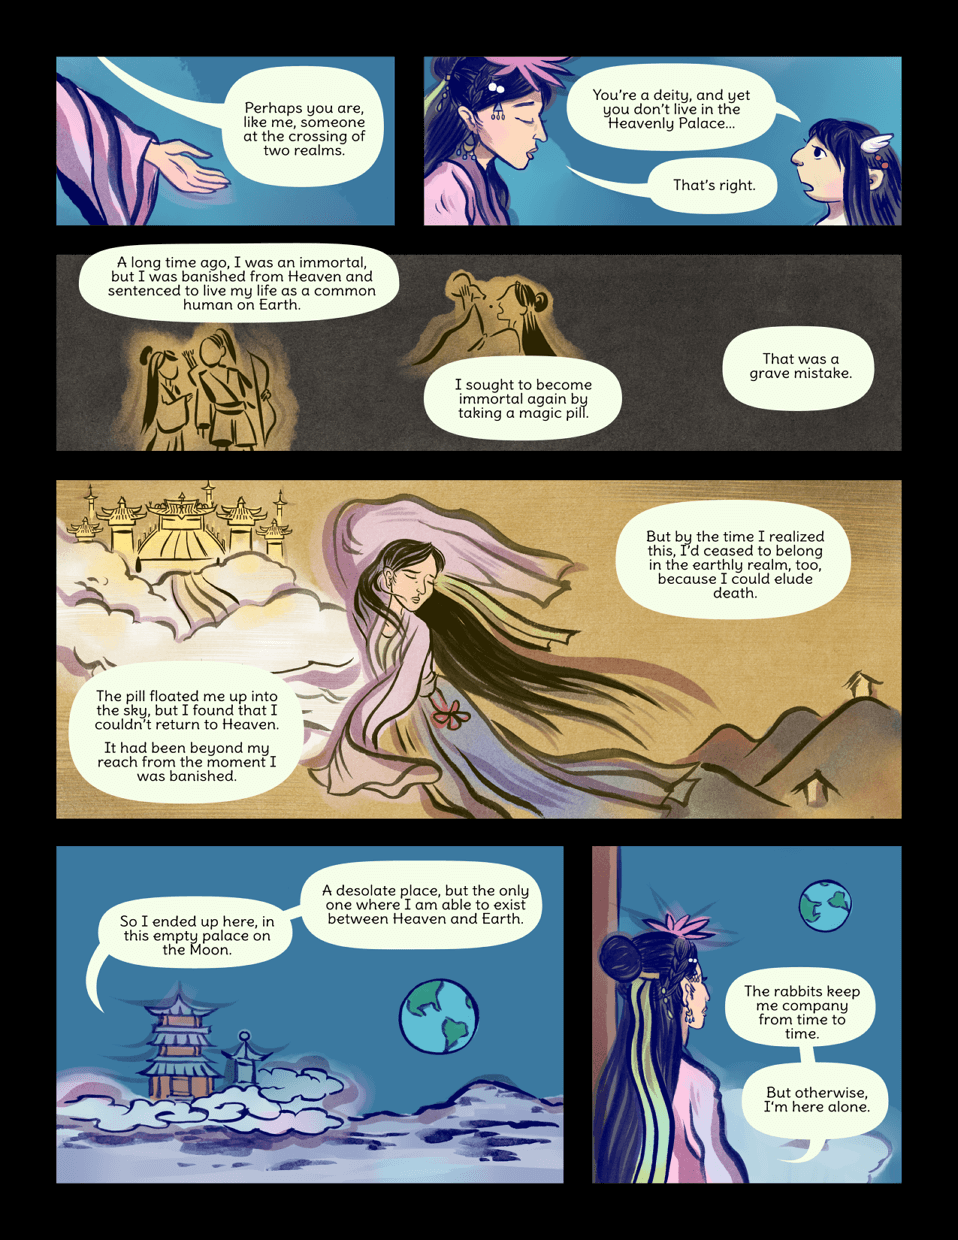 Perhaps you are,
like me, someone
at the crossing of
two realms.
You're a deity, and yet
you don't live in the
Heavenly Palace...
That's right.
A long time ago, I was an immortal,
but I was banished from Heaven and
sentenced to live my life as a common
human on Earth.
I sought to become
immortal again by
taking a magic pill.
That was a
grave mistake.
But by the time I realized
this, I'd ceased to belong
in the earthly realm, too,
because I could elude
death.
The pill floated me up into
the sky, but I found that I
couldn't return to Heaven.
It had been beyond my
reach from the moment I
was banished.
So I ended up here, in
this empty palace on
the Moon.
A desolate place, but the only
one where I am able to exist
between Heaven and Earth.
The rabbits keep
me company
from time to
time.
But otherwise,
I'm here alone.